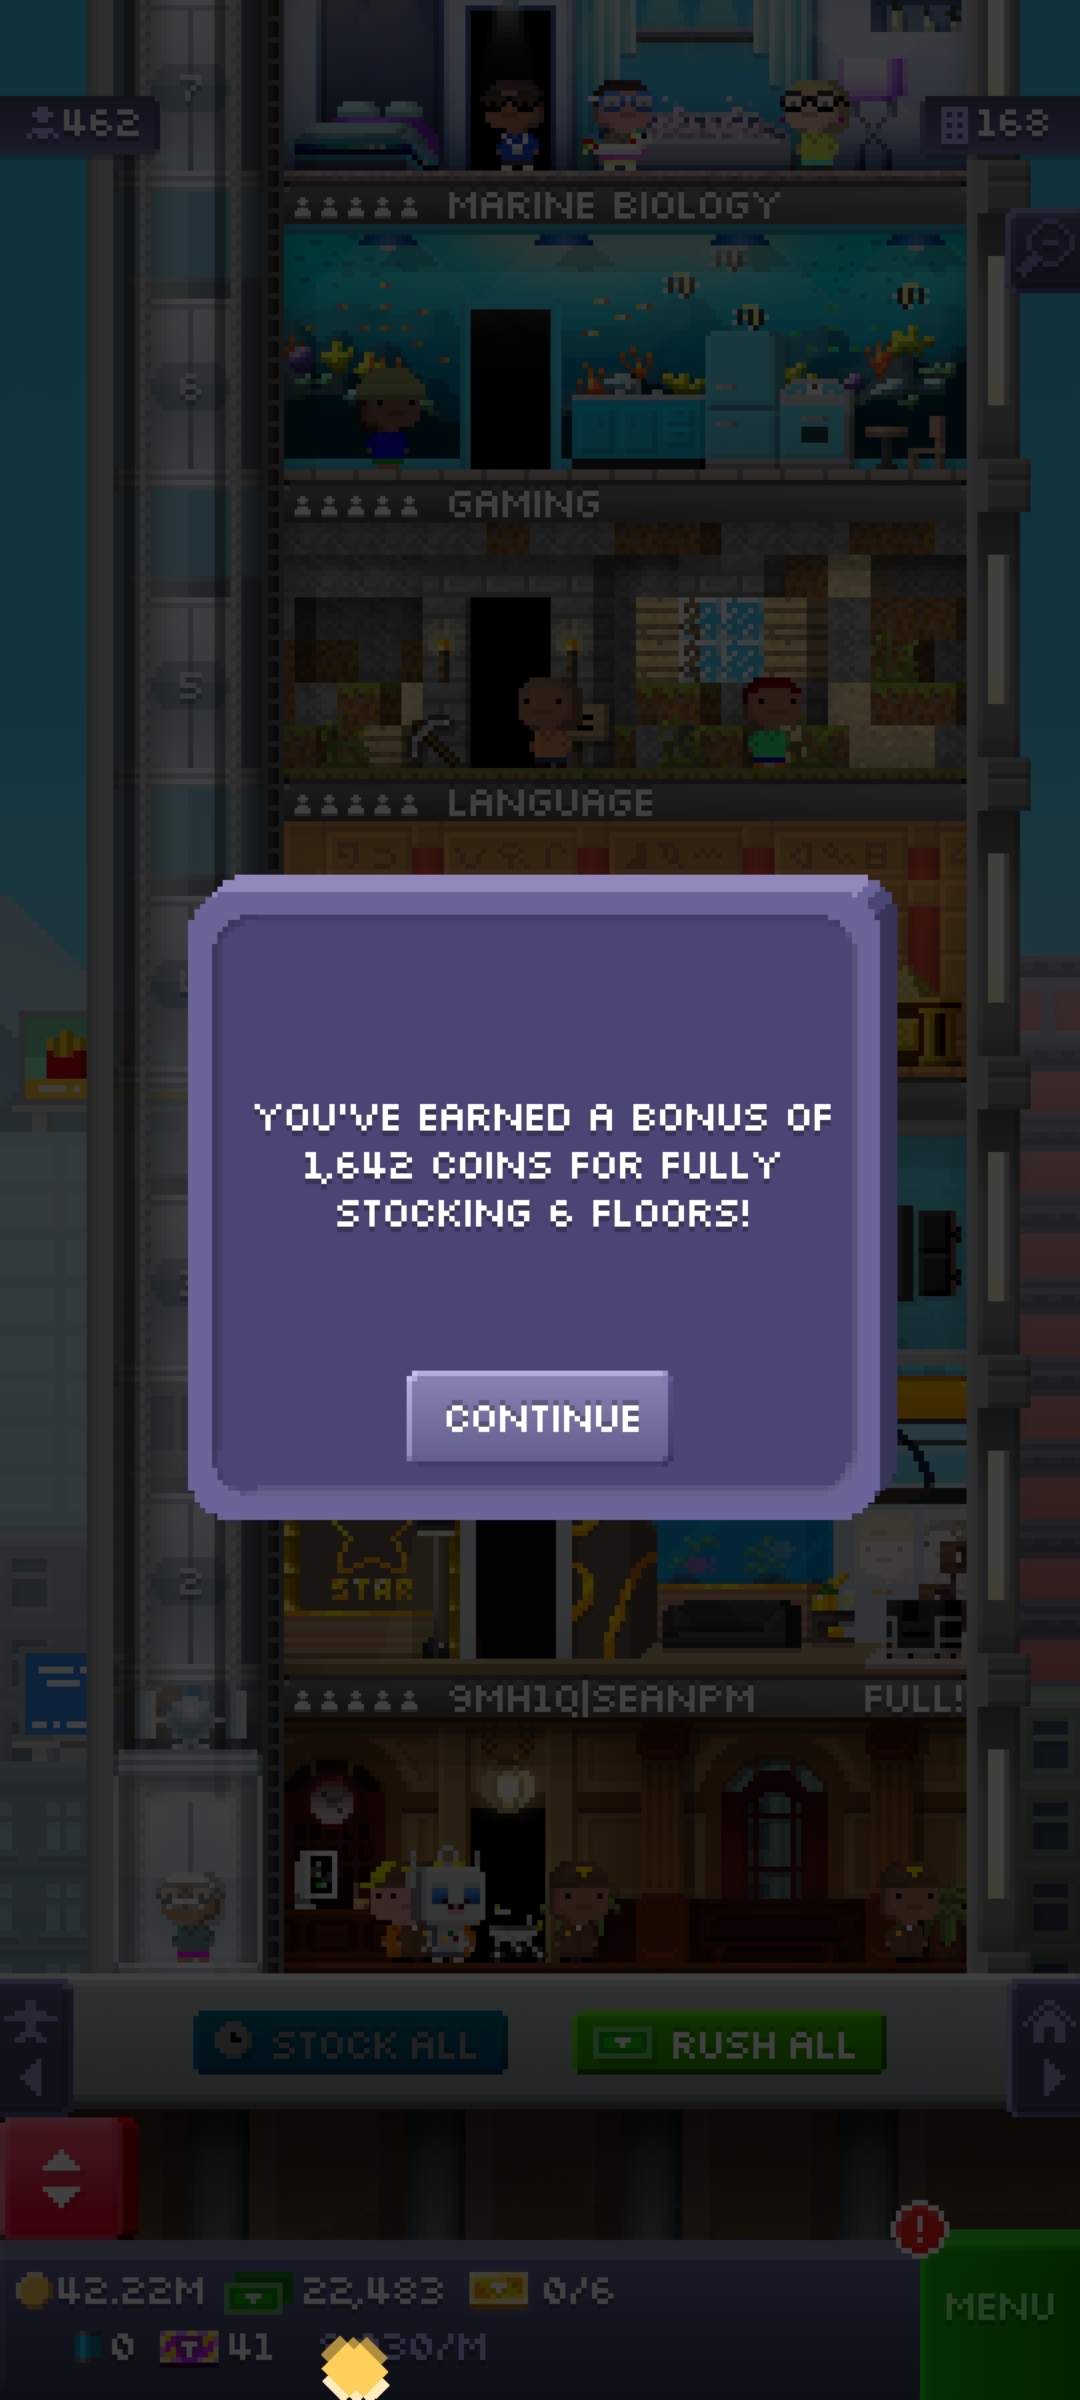 7
462
168
MARINE BIOLOGY
6
GAMING
5
LANGUAGE
YOU'VE EARNED A BONUS OF
1,642 COINS FOR FULLY
STOCKING 6 FLOORS!
CONTINUE
2
STAR
9MH1Q|SEANPM
FULL!
STOCK ALL
RUSH ALL
!
42.22M
22,483
0/6
MENU
0
41